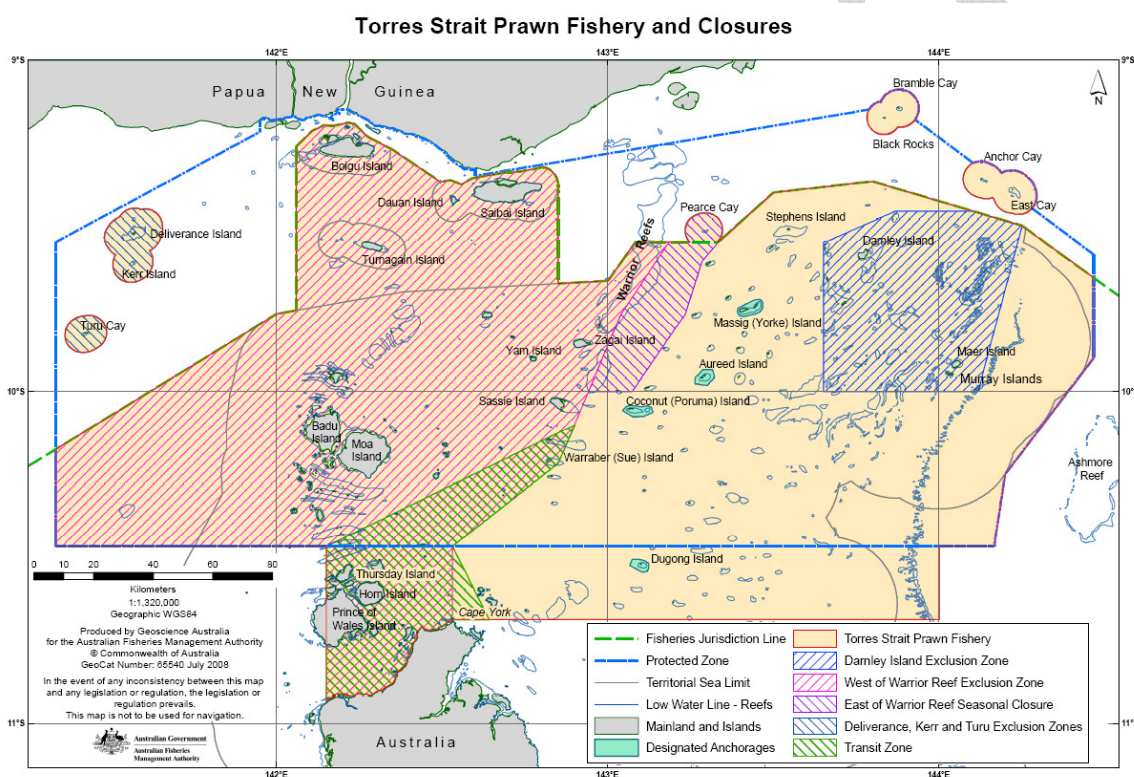 Torres Strait Prawn Fishery and Closures
142°E
143°E
144°E
9°S
9°S
Papua New Guinea
Bramble Cay
N
Black Rocks
Boigu Island
Anchor Cay
Dauan Island
Saibai Island
East Cay
Pearce Cay
Stephens Island
Deliverance Island
Warrior Reefs
Darnley Island
Turnagain Island
Kerr Island
Massig (Yorke) Island
Turu Cay
Zagai Island
Yam Island
Maer Island
Aureed Island
Murray Islands
10°S
10°S
Sassie Island
Coconut (Poruma) Island
Badu
Island
Moa
Island
Warraber (Sue) Island
Ashmore
Reef
Dugong Island
0 10 20 40 60 80
Thursday Island
Kilometers
Horn Island
1:1,320,000
Geographic WGS84
Cape York
Prince of
Wales Island
Produced by Geoscience Australia
for the Australian Fisheries Management Authority
© Commonwealth of Australia
GeoCat Number: 65540 July 2008
In the event of any inconsistency between this map
and any legislation or regulation, the legislation or
regulation prevails.
This map is not to be used for navigation.
Australian Government
Australian Fisheries
Management Authority
Australia
Fisheries Jurisdiction Line
Protected Zone
Territorial Sea Limit
Low Water Line - Reefs
Mainland and Islands
Designated Anchorages
Torres Strait Prawn Fishery
Darnley Island Exclusion Zone
West of Warrior Reef Exclusion Zone
East of Warrior Reef Seasonal Closure
Deliverance, Kerr and Turu Exclusion Zones
Transit Zone
11°S
11°S
142°E
143°E
144°E